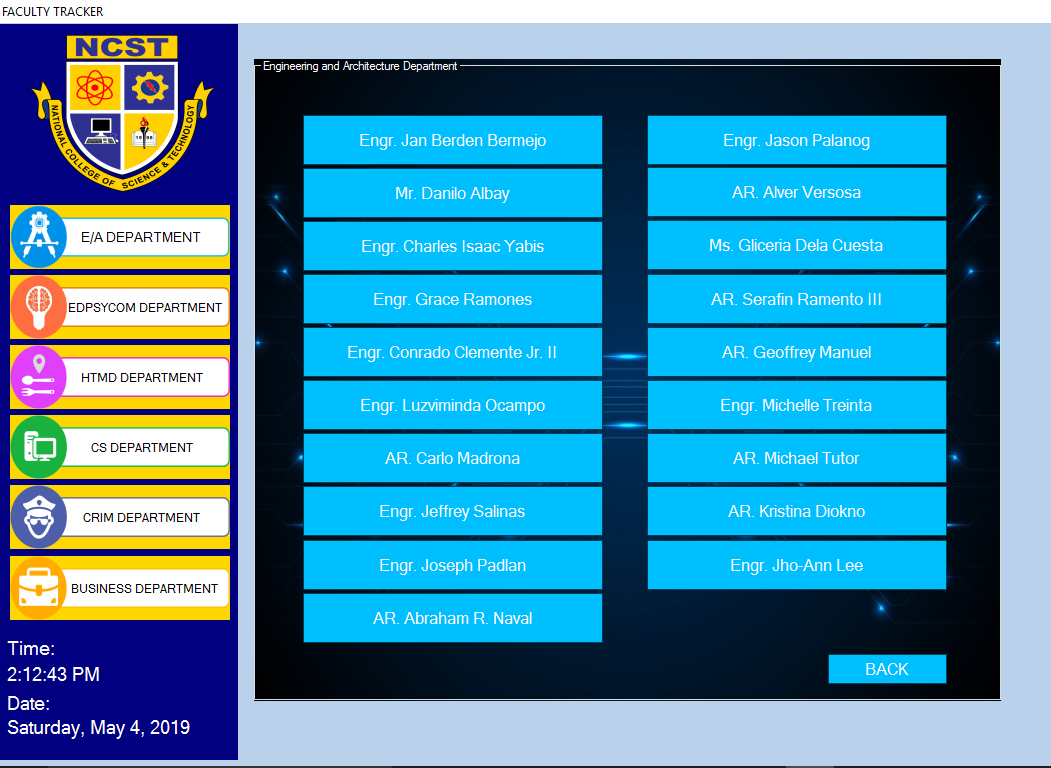 FACULTY TRACKER
NCST
NATIONAL COLLEGE OF SCIENCE & TECHNOLOGY
1998
E/A DEPARTMENT
EDPSYCOM DEPARTMENT
HTMD DEPARTMENT
CS DEPARTMENT
CRIM DEPARTMENT
BUSINESS DEPARTMENT
Time:
2:12:43 PM
Date:
Saturday, May 4, 2019
Engineering and Architecture Department
Engr. Jan Berden Bermejo
Mr. Danilo Albay
Engr. Charles Isaac Yabis
Engr. Grace Ramones
Engr. Conrado Clemente Jr. II
Engr. Luzviminda Ocampo
AR. Carlo Madrona
Engr. Jeffrey Salinas
Engr. Joseph Padlan
AR. Abraham R. Naval
Engr. Jason Palanog
AR. Alver Versosa
Ms. Gliceria Dela Cuesta
AR. Serafin Ramento III
AR. Geoffrey Manuel
Engr. Michelle Treinta
AR. Michael Tutor
AR. Kristina Diokno
Engr. Jho-Ann Lee
BACK